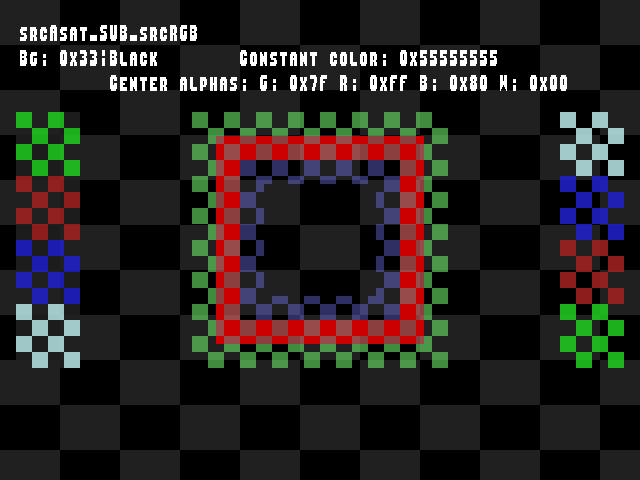 srcAsat_SUB_srcRGB
Bg: 0x33¦Black Constant color: 0x55555555
Center alphas: G: 0x7f R: 0xff B: 0x80 W: 0x00